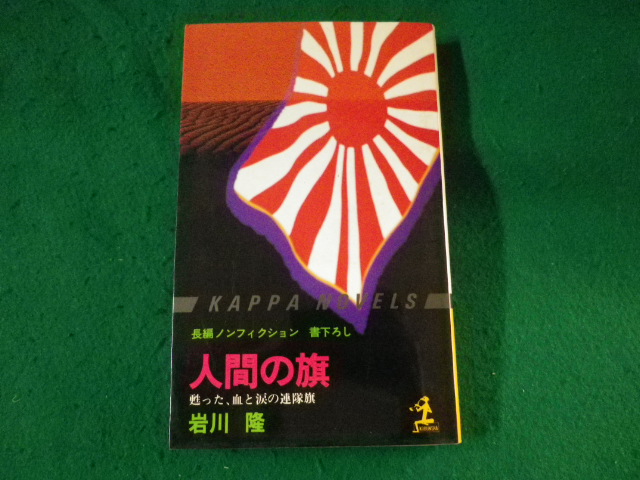 KAPPA NOVELS
長編ノンフィクション 書下ろし
人間の旗
甦った、血と涙の連隊旗
岩川 隆